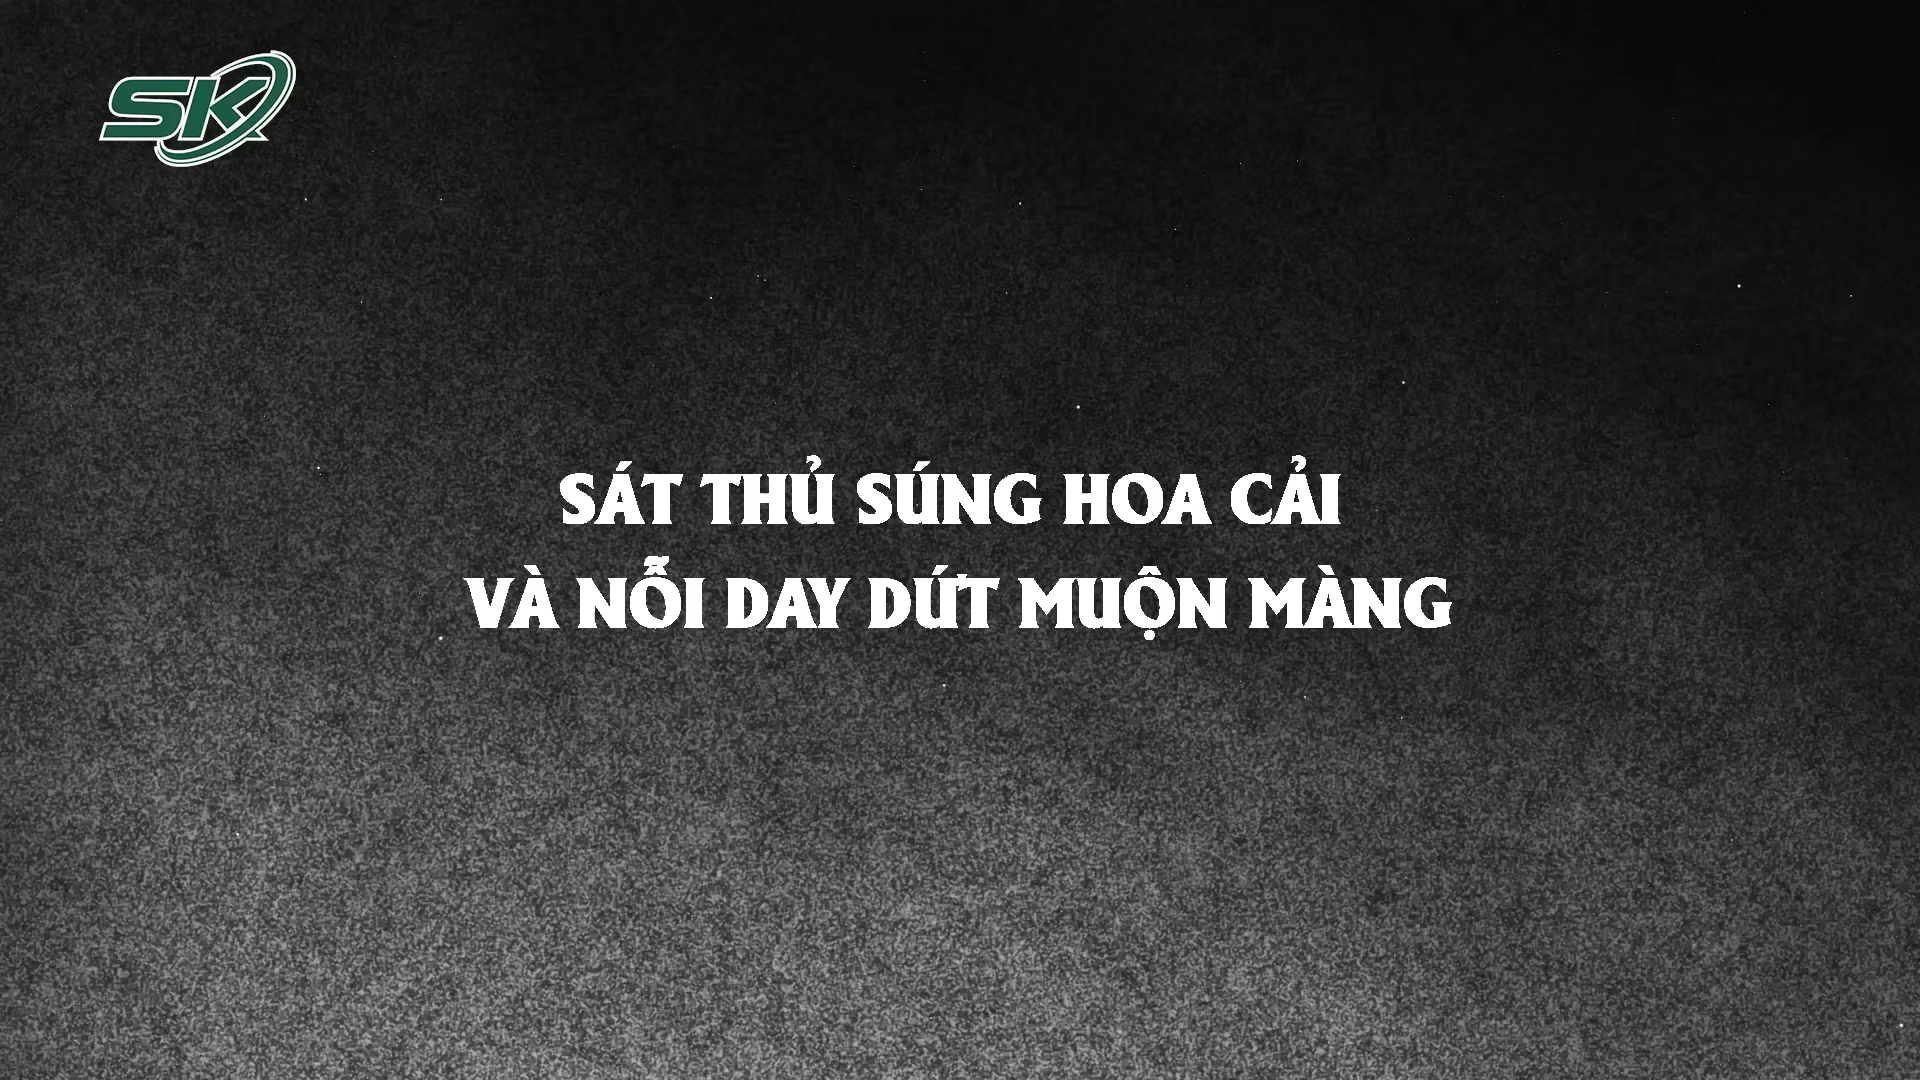 SK
SÁT THỦ SÚNG HOA CẢI
VÀ NỖI DAY DỨT MUỘN MÀNG